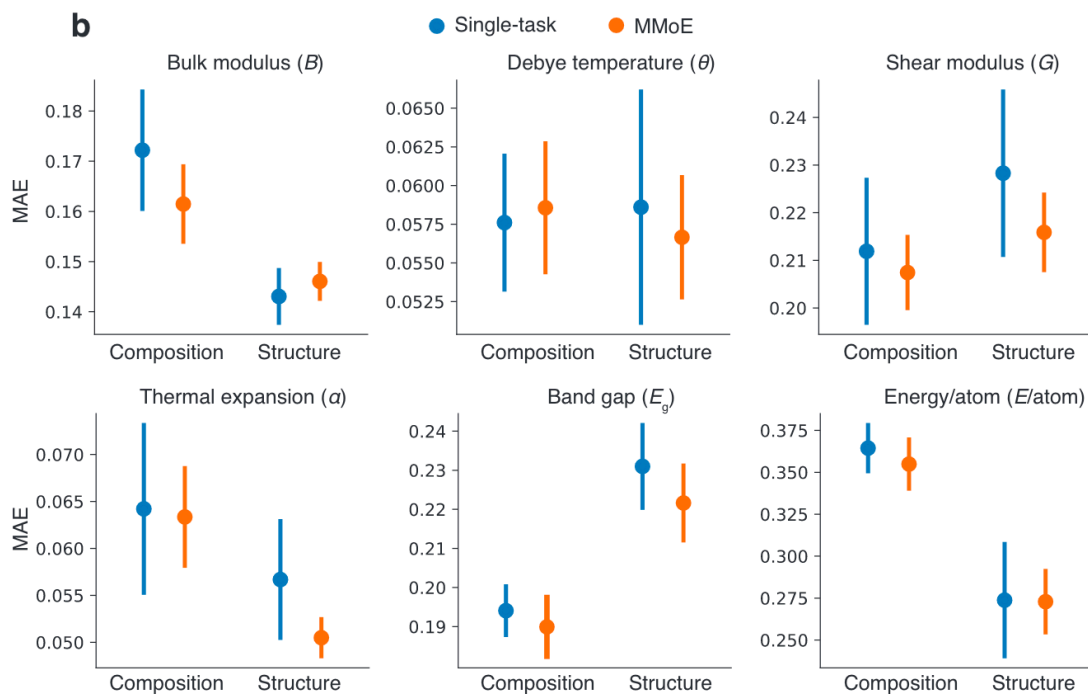 b
Single-task
MMoE
Bulk modulus (B)
Debye temperature (θ)
Shear modulus (G)
MAE
0.18
0.17
0.16
0.15
0.14
0.0650
0.0625
0.0600
0.0575
0.0550
0.0525
0.24
0.23
0.22
0.21
0.20
Composition Structure
Composition Structure
Composition Structure
Thermal expansion (α)
Band gap (Eg)
Energy/atom (E/atom)
MAE
0.070
0.065
0.060
0.055
0.050
0.24
0.23
0.22
0.21
0.20
0.19
0.375
0.350
0.325
0.300
0.275
0.250
Composition Structure
Composition Structure
Composition Structure